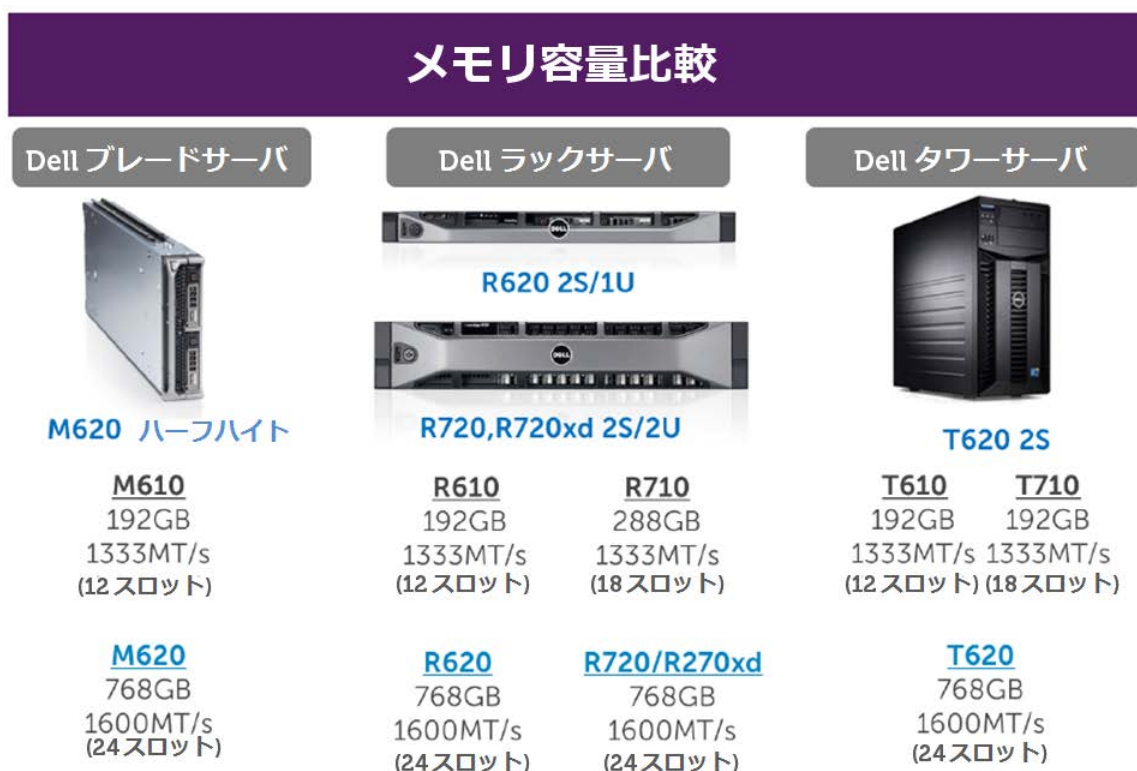 メモリ容量比較
Dell ブレードサーバ
Dell ラックサーバ
Dell タワーサーバ
DELL
R620 2S/1U
DELL
M620 ハーフハイト
R720,R720xd 2S/2U
T620 2S
M610
192GB
1333MT/s
(12スロット)
R610
192GB
1333MT/s
(12スロット)
R710
288GB
1333MT/s
(18スロット)
T610
192GB
1333MT/s
(12スロット)
T710
192GB
1333MT/s
(18スロット)
M620
768GB
1600MT/s
(24スロット)
R620
768GB
1600MT/s
(24スロット)
R720/R270xd
768GB
1600MT/s
(24スロット)
T620
768GB
1600MT/s
(24スロット)